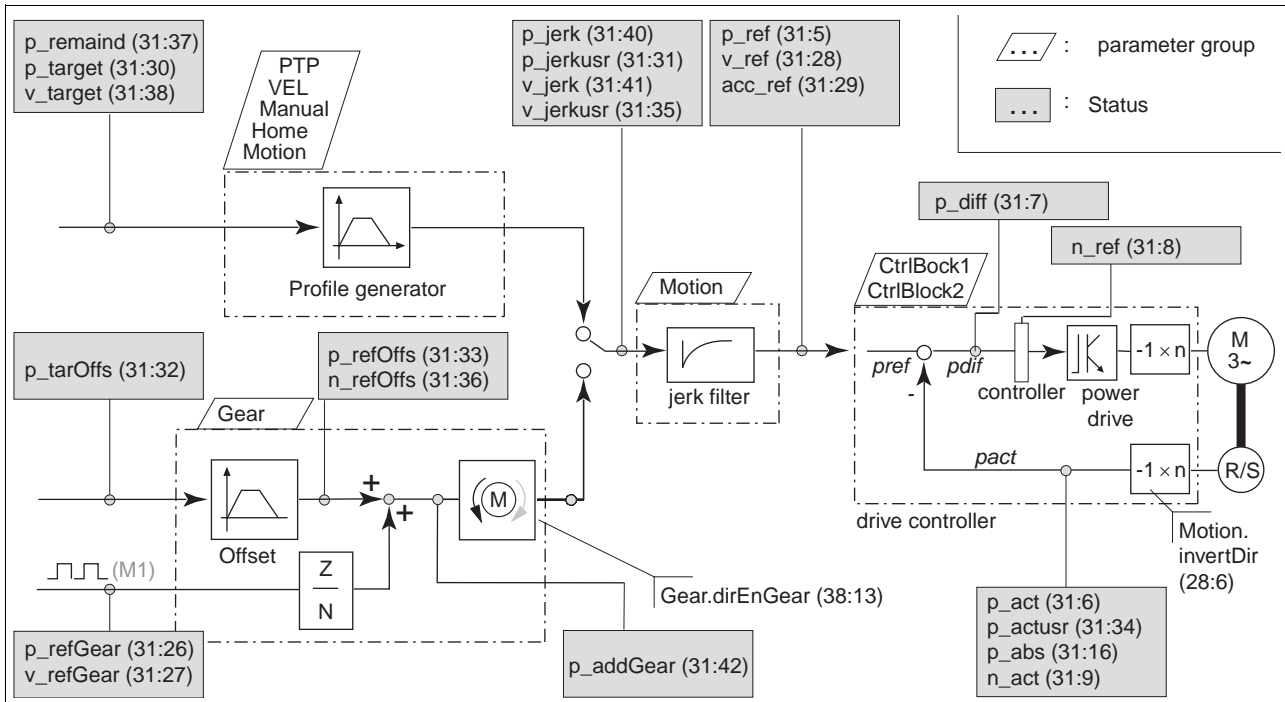 p_remaind (31:37)
p_target (31:30)
v_target (31:38)
PTP
VEL
Manual
Home
Motion
p_jerk (31:40)
p_jerkusr (31:31)
v_jerk (31:41)
v_jerkusr (31:35)
p_ref (31:5)
v_ref (31:28)
acc_ref (31:29)
... : parameter group
... : Status
Profile generator
p_diff (31:7)
n_ref (31:8)
CtrlBock1
CtrlBlock2
Motion
jerk filter
pref
pdif
-
controller
power
drive
-1 × n
M
3~
p_tarOffs (31:32)
p_refOffs (31:33)
n_refOffs (31:36)
Gear
Offset
+
+
M
pact
-1 × n
R/S
drive controller
Motion.
invertDir
(28:6)
(M1)
Z
N
Gear.dirEnGear (38:13)
p_refGear (31:26)
v_refGear (31:27)
p_addGear (31:42)
p_act (31:6)
p_actusr (31:34)
p_abs (31:16)
n_act (31:9)